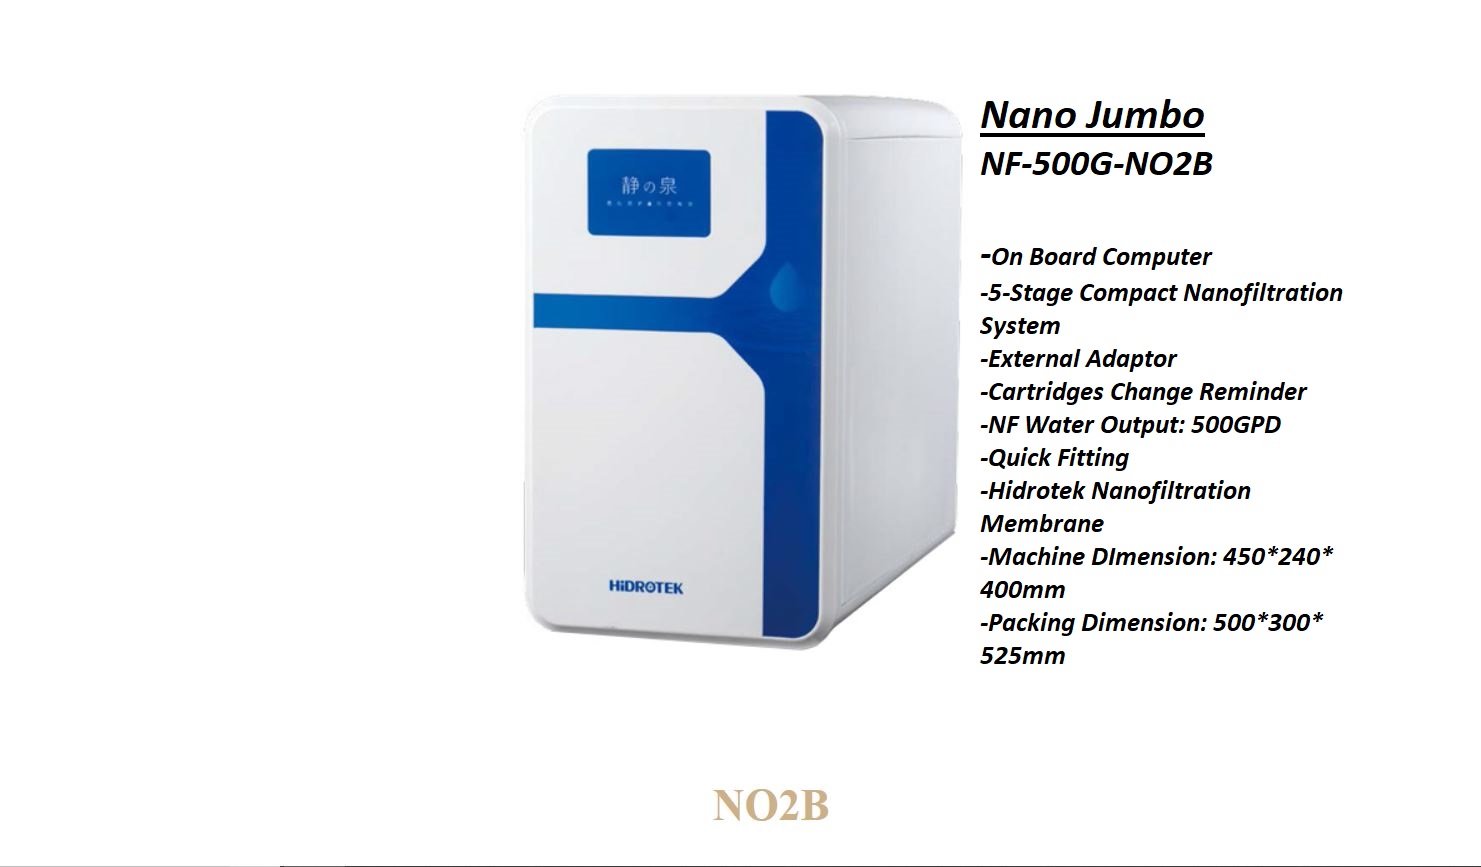 Nano Jumbo
NF-500G-NO2B
静の泉
-On Board Computer
-5-Stage Compact Nanofiltration
System
-External Adaptor
-Cartridges Change Reminder
-NF Water Output: 500GPD
-Quick Fitting
-Hidrotek Nanofiltration
Membrane
-Machine DImension: 450*240*
400mm
-Packing Dimension: 500*300*
525mm
HiDROTEK
NO2B